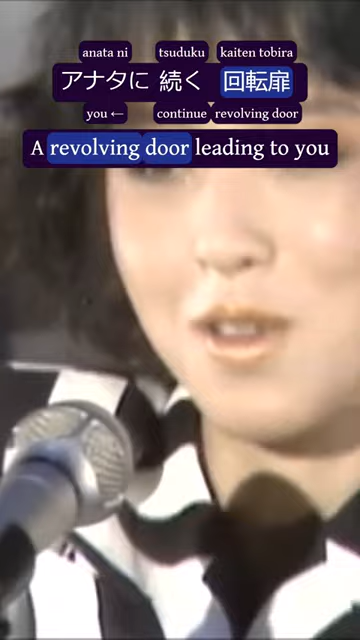 anata ni tsuduku kaiten tobira
アナタに 続く 回転扉
you ← continue revolving door
A revolving door leading to you